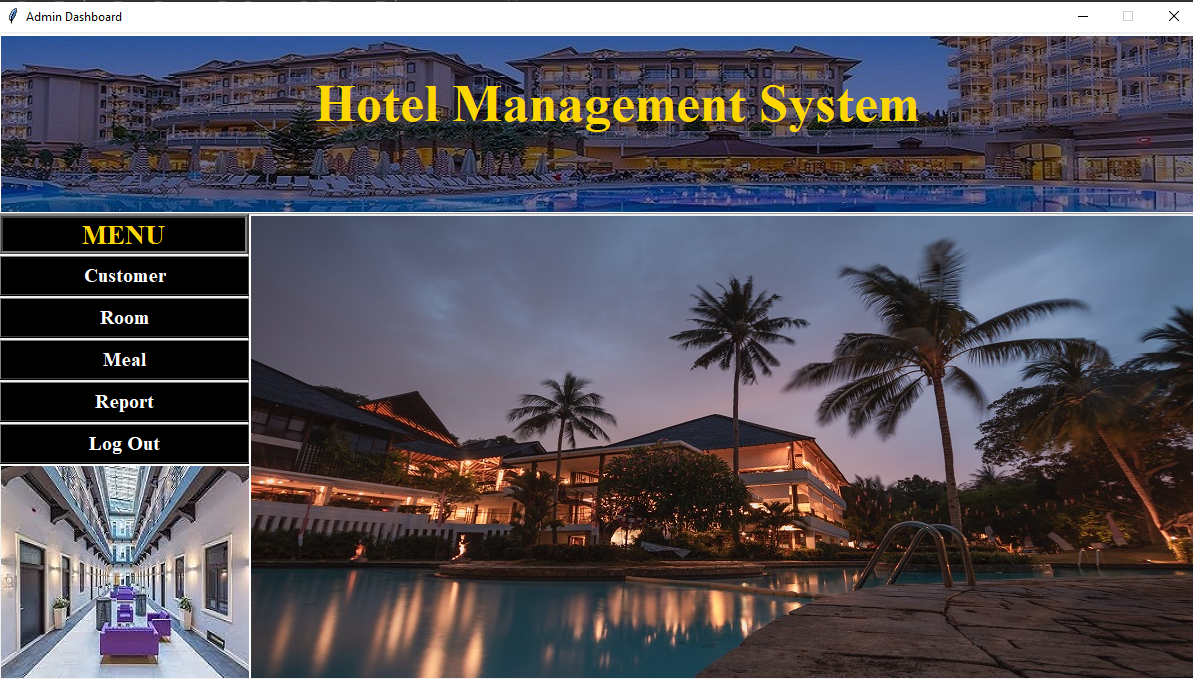 Admin Dashboard
Hotel Management System
MENU
Customer
Room
Meal
Report
Log Out